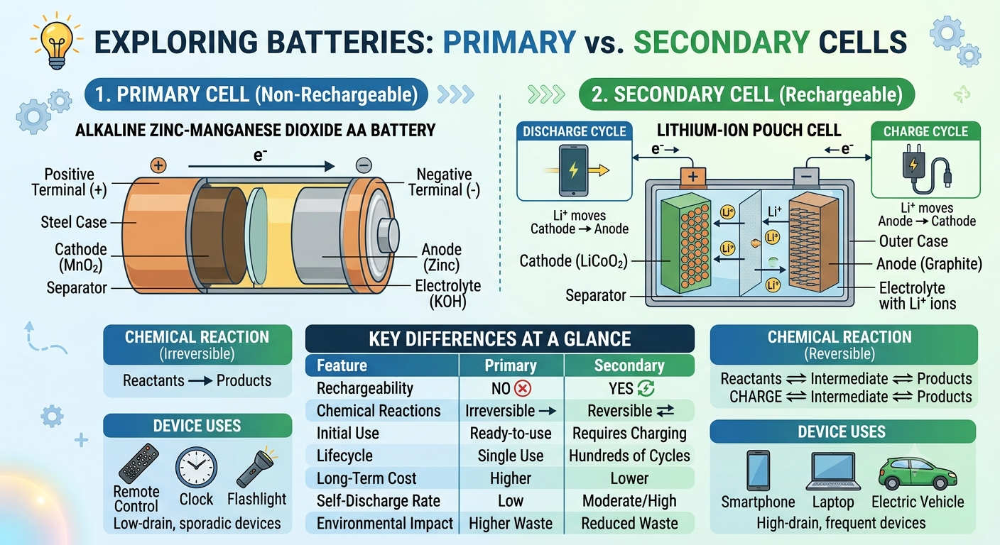 EXPLORING BATTERIES: PRIMARY vs. SECONDARY CELLS
1. PRIMARY CELL (Non-Rechargeable)
ALKALINE ZINC-MANGANESE DIOXIDE AA BATTERY
+
e⁻
−
Positive
Terminal (+)
Steel Case
Cathode
(MnO₂)
Separator
Negative
Terminal (-)
Anode
(Zinc)
Electrolyte
(KOH)
2. SECONDARY CELL (Rechargeable)
DISCHARGE CYCLE
Li⁺ moves
Cathode → Anode
LITHIUM-ION POUCH CELL
e⁻→
←e⁻
+
−
Li⁺
CHARGE CYCLE
Li⁺ moves
Anode → Cathode
Cathode (LiCoO₂)
Separator
Outer Case
Anode (Graphite)
Electrolyte
with Li⁺ ions
CHEMICAL REACTION
(Irreversible)
Reactants → Products
DEVICE USES
Remote
Control
Clock
Flashlight
Low-drain, sporadic devices
KEY DIFFERENCES AT A GLANCE
Feature Primary Secondary
Rechargeability NO YES
Chemical Reactions Irreversible → Reversible ⇄
Initial Use Ready-to-use Requires Charging
Lifecycle Single Use Hundreds of Cycles
Long-Term Cost Higher Lower
Self-Discharge Rate Low Moderate/High
Environmental Impact Higher Waste Reduced Waste
CHEMICAL REACTION
(Reversible)
Reactants ⇌ Intermediate ⇌ Products
CHARGE ⇌ Intermediate ⇌ Products
DEVICE USES
Smartphone
Laptop
Electric Vehicle
High-drain, frequent devices